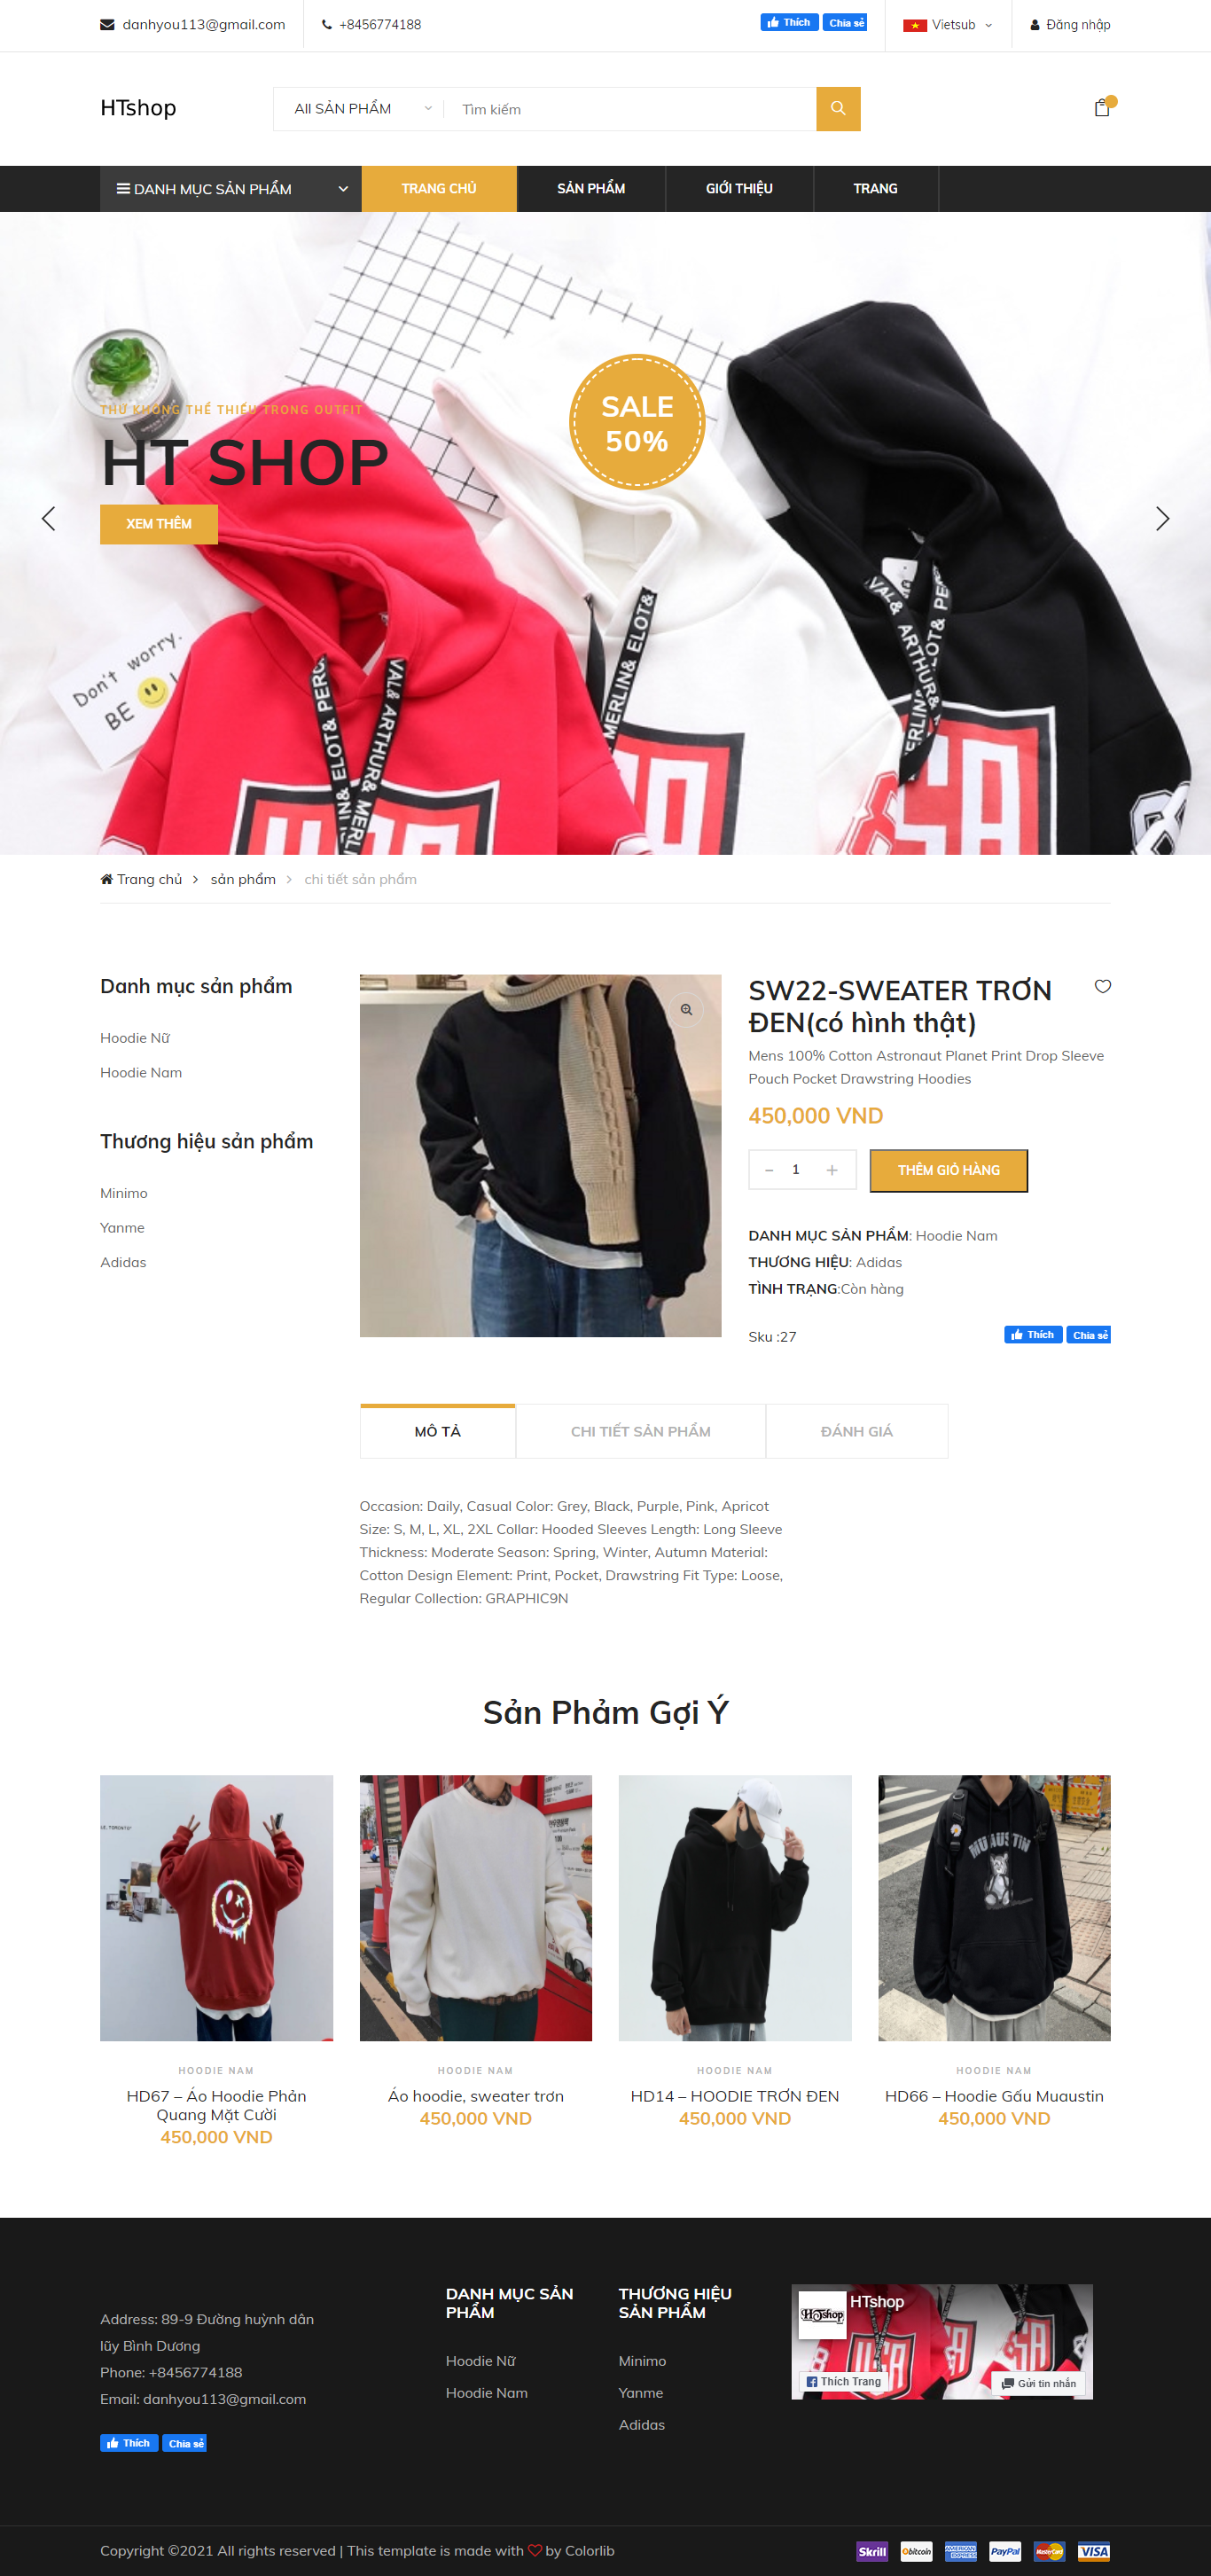 danhyou113@gmail.com
+8456774188
Thích
Chia sẻ
Vietsub
Đăng nhập
HTshop
All SẢN PHẨM
Tìm kiếm
DANH MỤC SẢN PHẨM
TRANG CHỦ
SẢN PHẨM
GIỚI THIỆU
TRANG
THỨ KHÔNG THỂ THIẾU TRONG OUTFIT
HT SHOP
XEM THÊM
SALE
50%
Don't worry.
BE
Trang chủ
sản phẩm
chi tiết sản phẩm
Danh mục sản phẩm
Hoodie Nữ
Hoodie Nam
Thương hiệu sản phẩm
Minimo
Yanme
Adidas
SW22-SWEATER TRƠN
ĐEN(có hình thật)
Mens 100% Cotton Astronaut Planet Print Drop Sleeve
Pouch Pocket Drawstring Hoodies
450,000 VND
- 1 +
THÊM GIỎ HÀNG
DANH MỤC SẢN PHẨM: Hoodie Nam
THƯƠNG HIỆU: Adidas
TÌNH TRẠNG:Còn hàng
Sku :27
Thích
Chia sẻ
MÔ TẢ
CHI TIẾT SẢN PHẨM
ĐÁNH GIÁ
Occasion: Daily, Casual Color: Grey, Black, Purple, Pink, Apricot
Size: S, M, L, XL, 2XL Collar: Hooded Sleeves Length: Long Sleeve
Thickness: Moderate Season: Spring, Winter, Autumn Material:
Cotton Design Element: Print, Pocket, Drawstring Fit Type: Loose,
Regular Collection: GRAPHIC9N
Sản Phảm Gợi Ý
MUAUSTIN
HOODIE NAM
HD67 – Áo Hoodie Phản
Quang Mặt Cười
450,000 VND
HOODIE NAM
Áo hoodie, sweater trơn
450,000 VND
HOODIE NAM
HD14 – HOODIE TRƠN ĐEN
450,000 VND
HOODIE NAM
HD66 – Hoodie Gấu Muaustin
450,000 VND
Address: 89-9 Đường huỳnh dân
lũy Bình Dương
Phone: +8456774188
Email: danhyou113@gmail.com
Thích
Chia sẻ
DANH MỤC SẢN
PHẨM
Hoodie Nữ
Hoodie Nam
THƯƠNG HIỆU
SẢN PHẨM
Minimo
Yanme
Adidas
HTshop
HTshop
Thích Trang
Gửi tin nhắn
Copyright ©2021 All rights reserved | This template is made with by Colorlib
Skrill
bitcoin
AMERICAN EXPRESS
PayPal
MasterCard
VISA